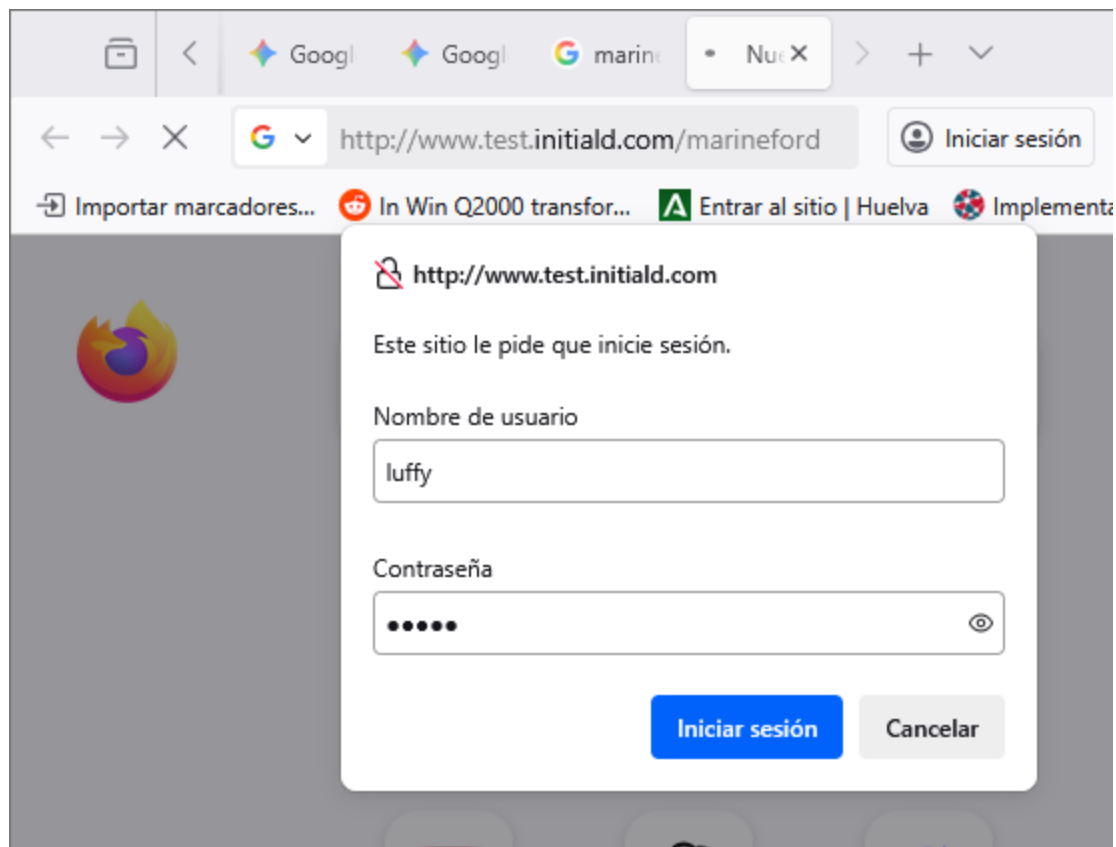 Googl
Googl
marine
Nue
http://www.test.initiald.com/marineford
Iniciar sesión
Importar marcadores...
In Win Q2000 transfor...
Entrar al sitio | Huelva
Implementa
http://www.test.initiald.com
Este sitio le pide que inicie sesión.
Nombre de usuario
luffy
Contraseña
•••••
Iniciar sesión
Cancelar